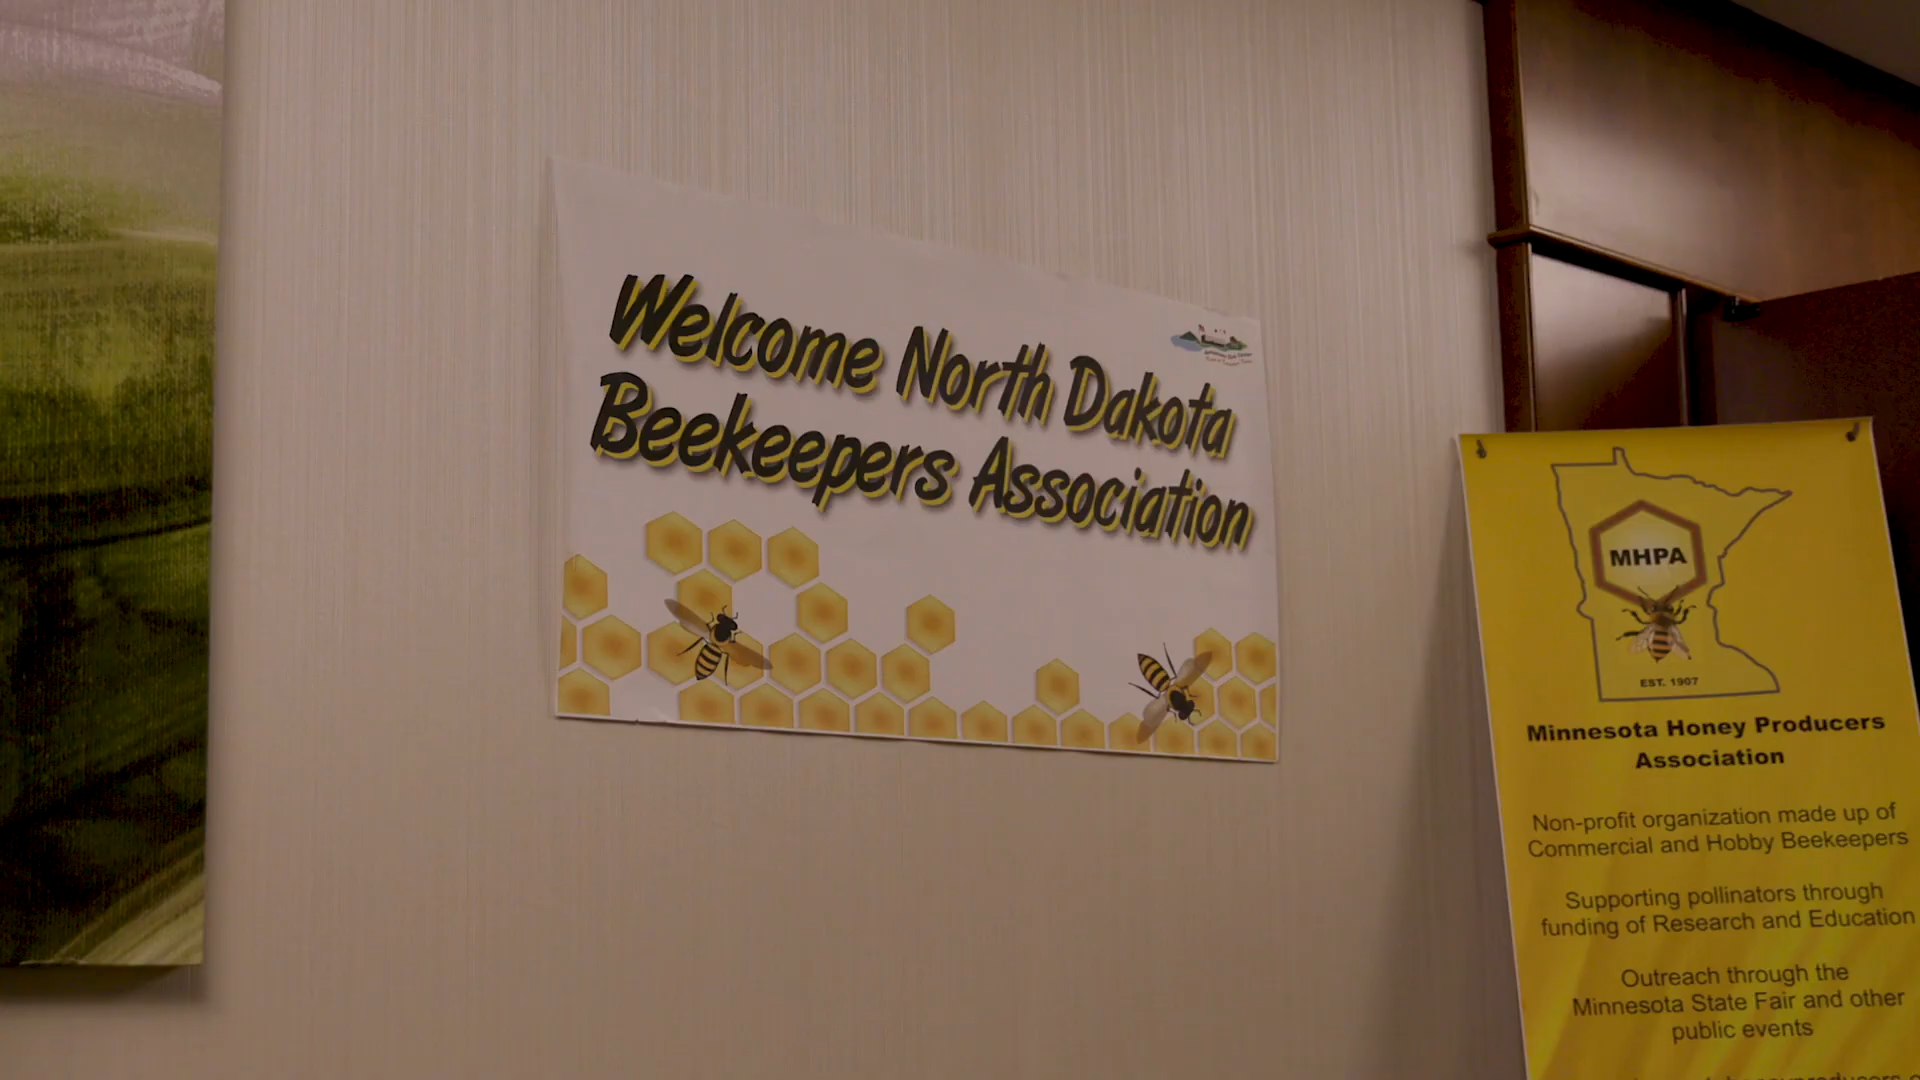 Welcome North Dakota
Beekeepers Association
MHPA
EST. 1907
Minnesota Honey Producers
Association
Non-profit organization made up of
Commercial and Hobby Beekeepers
Supporting pollinators through
funding of Research and Education
Outreach through the
Minnesota State Fair and other
public events